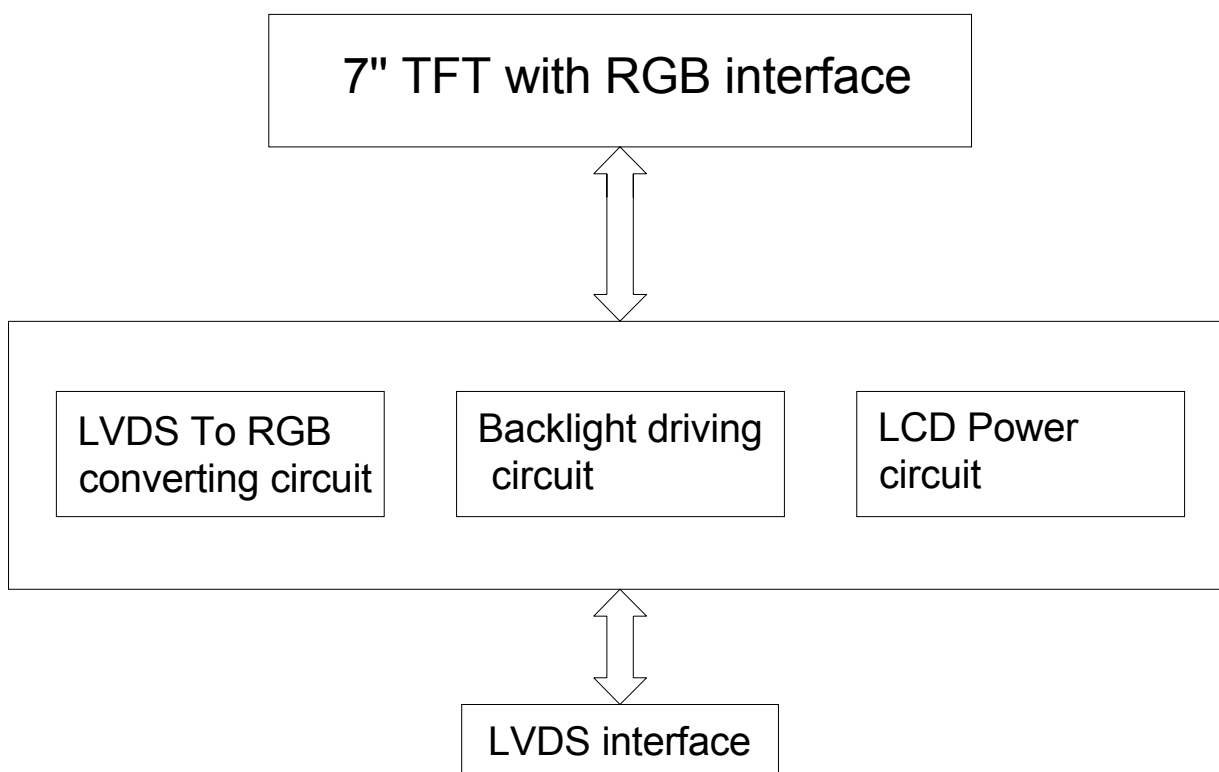 7" TFT with RGB interface
LVDS To RGB
converting circuit
Backlight driving
circuit
LCD Power
circuit
LVDS interface